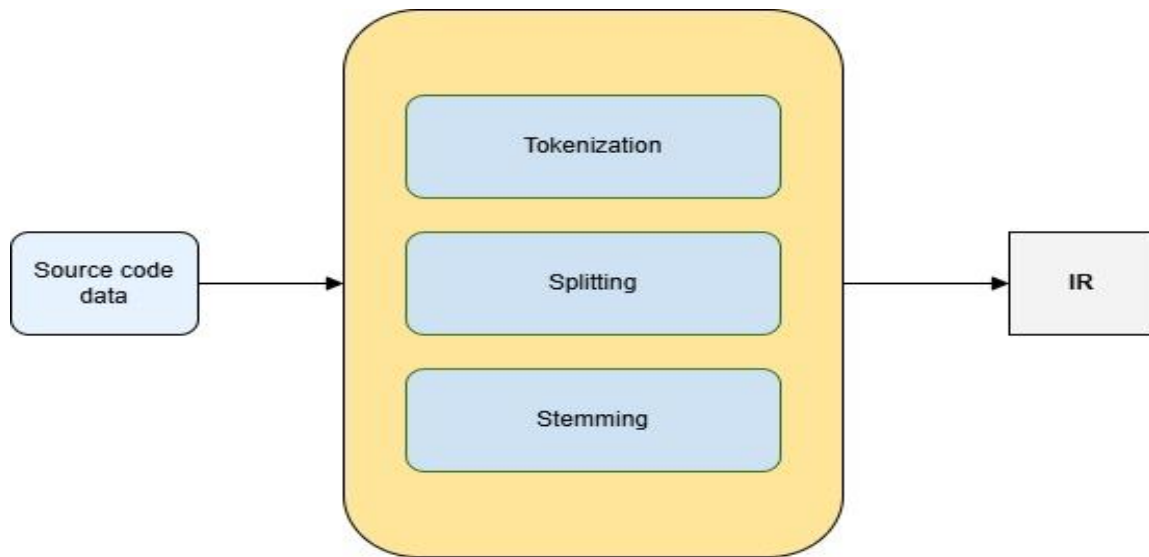 Tokenization
Source code
data
Splitting
IR
Stemming